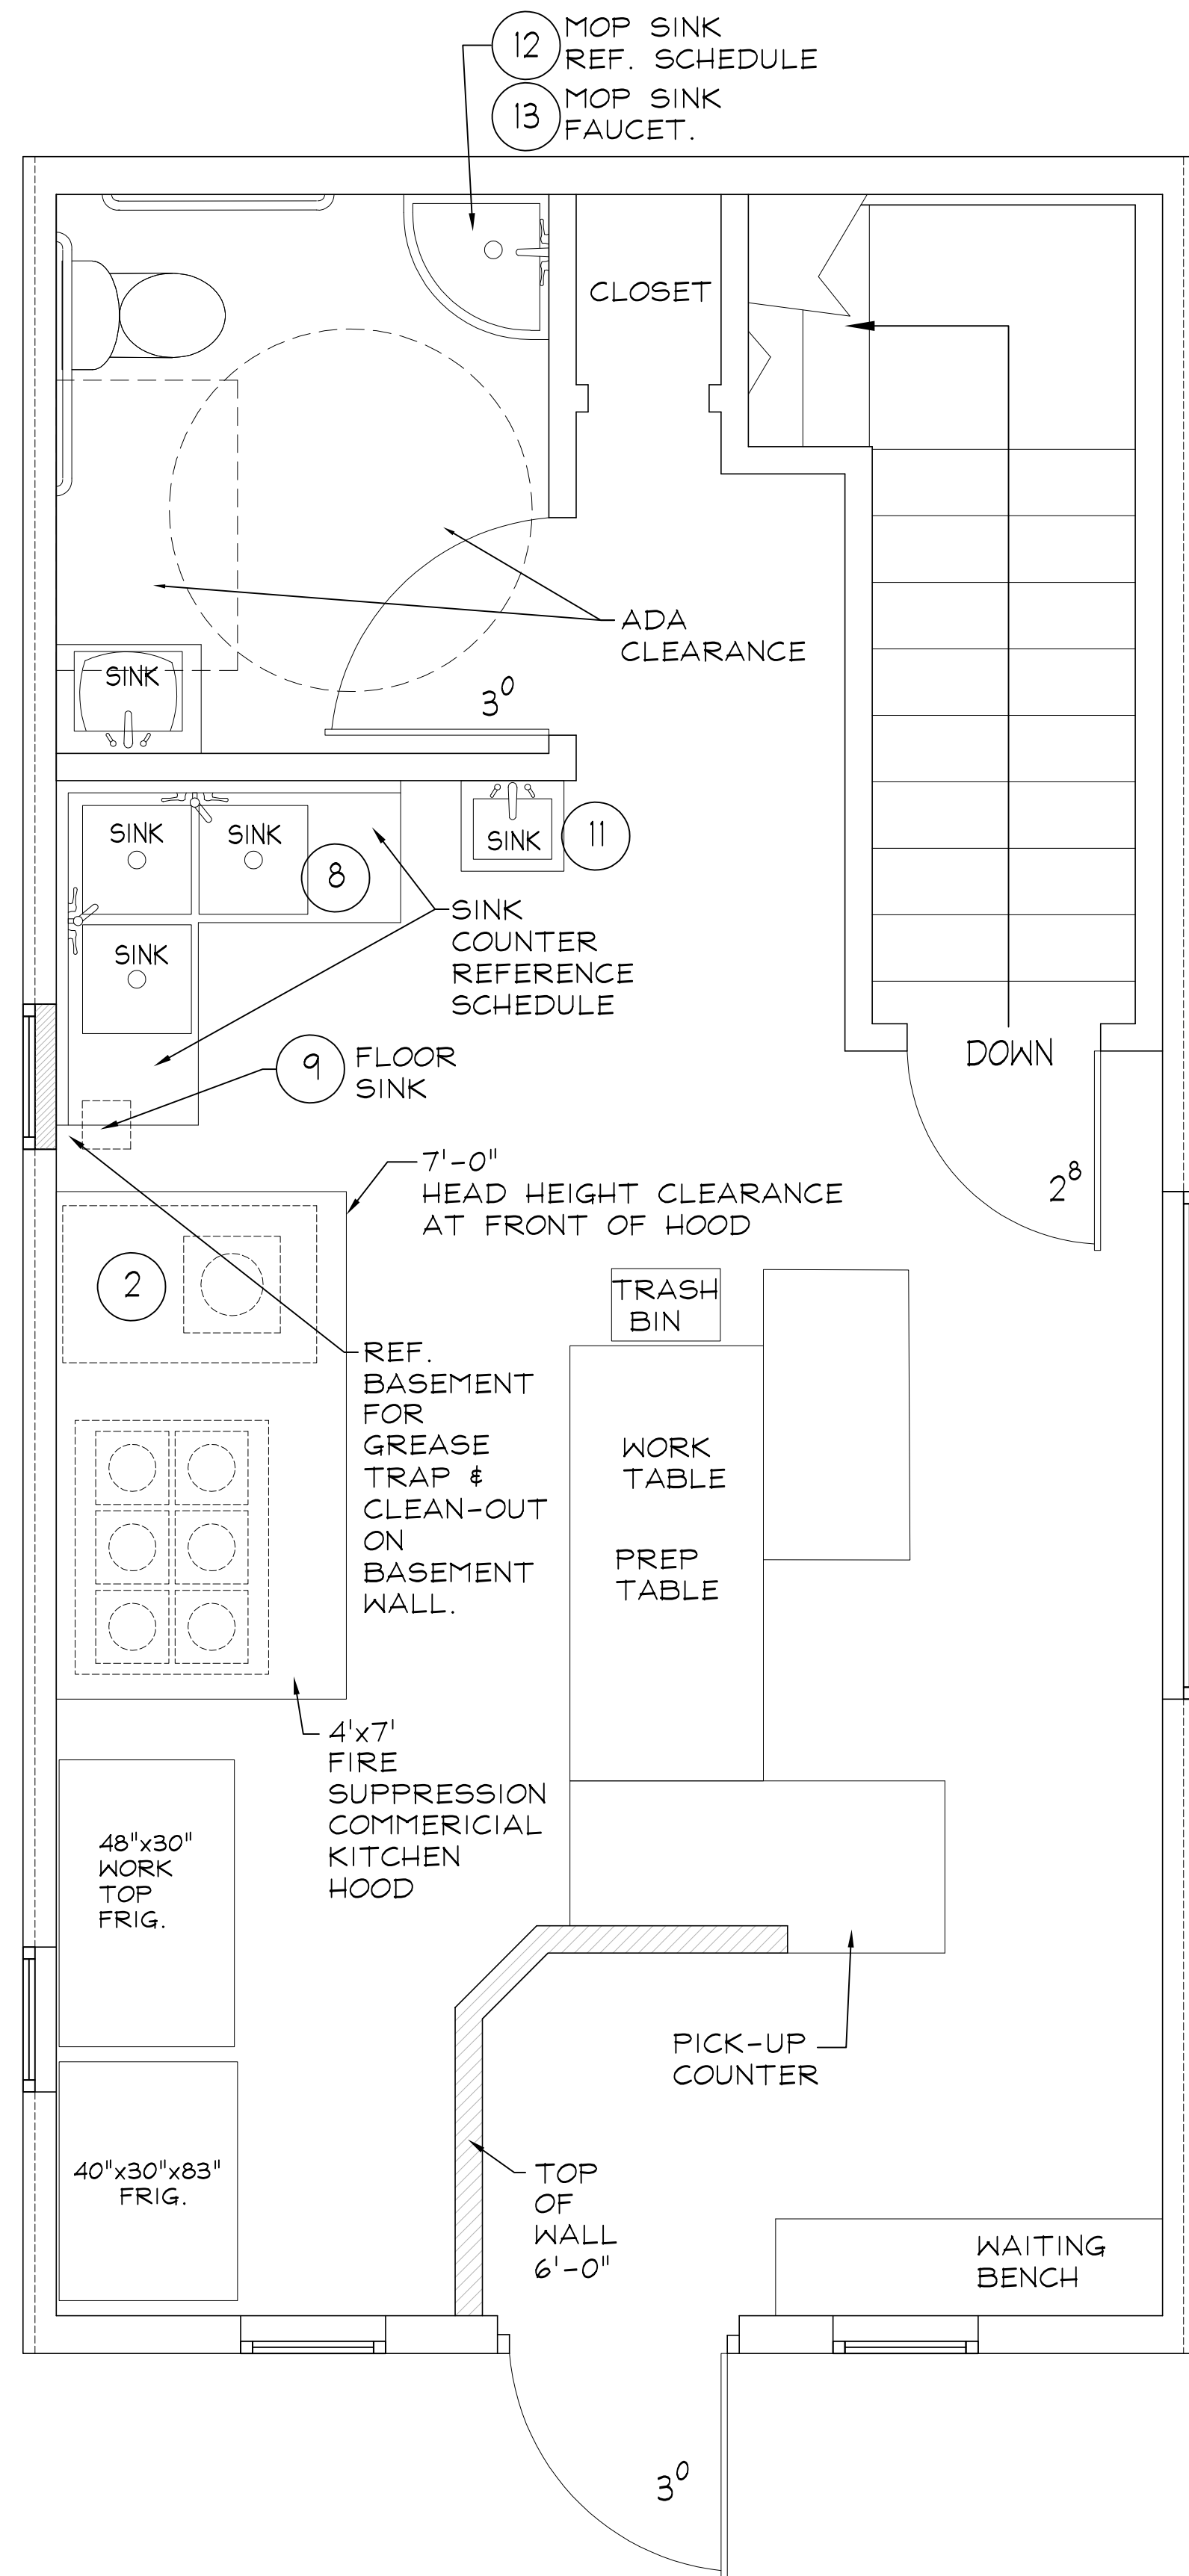 12 MOP SINK
REF. SCHEDULE
13 MOP SINK
FAUCET.
CLOSET
ADA
CLEARANCE
SINK
3⁰
SINK
SINK
8
SINK
11
SINK
SINK
COUNTER
REFERENCE
SCHEDULE
9 FLOOR
SINK
DOWN
2⁸
7'-0"
HEAD HEIGHT CLEARANCE
AT FRONT OF HOOD
2
TRASH
BIN
REF.
BASEMENT
FOR
GREASE
TRAP &
CLEAN-OUT
ON
BASEMENT
WALL.
WORK
TABLE
PREP
TABLE
4'x7'
FIRE
SUPPRESSION
COMMERICIAL
KITCHEN
HOOD
48"x30"
WORK
TOP
FRIG.
PICK-UP
COUNTER
40"x30"x83"
FRIG.
TOP
OF
WALL
6'-0"
WAITING
BENCH
3⁰